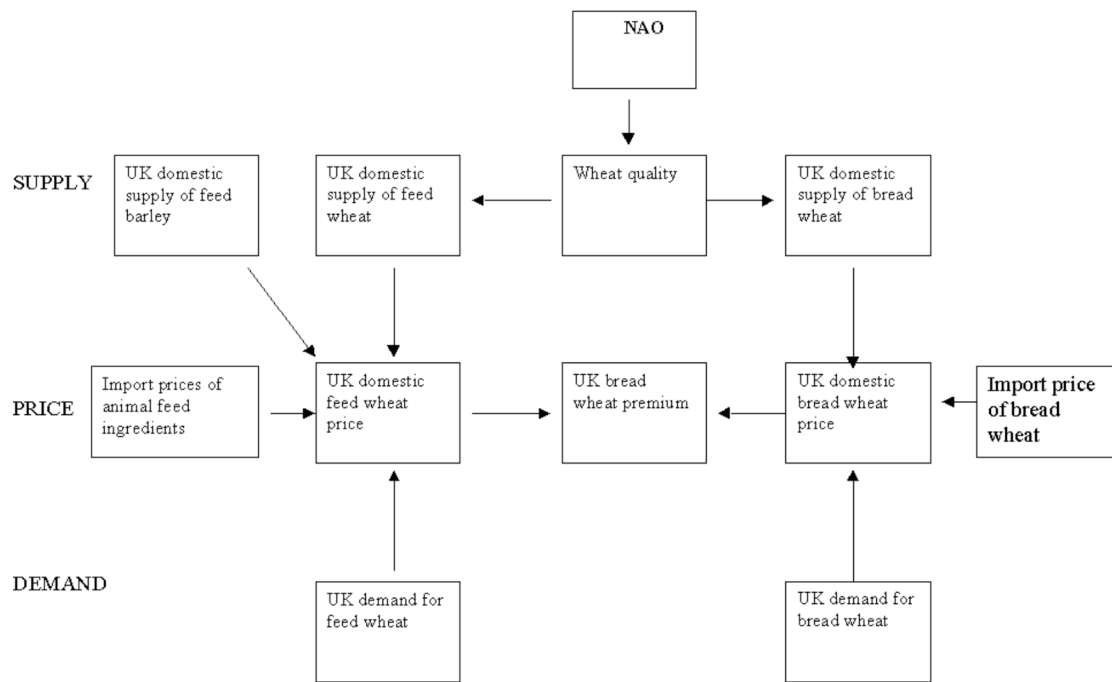 NAO
SUPPLY
UK domestic
supply of feed
barley
UK domestic
supply of feed
wheat
Wheat quality
UK domestic
supply of bread
wheat
PRICE
Import prices of
animal feed
ingredients
UK domestic
feed wheat
price
UK bread
wheat premium
UK domestic
bread wheat
price
Import price
of bread
wheat
DEMAND
UK demand for
feed wheat
UK demand for
bread wheat